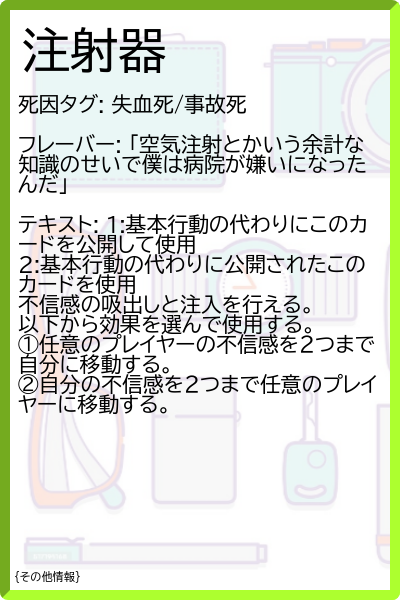 注射器
死因タグ: 失血死/事故死
フレーバー: 「空気注射とかいう余計な
知識のせいで僕は病院が嫌いになった
んだ」
テキスト: 1:基本行動の代わりにこのカ
ードを公開して使用
2:基本行動の代わりに公開されたこの
カードを使用
不信感の吸出しと注入を行える。
以下から効果を選んで使用する。
①任意のプレイヤーの不信感を2つまで
自分に移動する。
②自分の不信感を2つまで任意のプレイ
ヤーに移動する。
{その他情報}